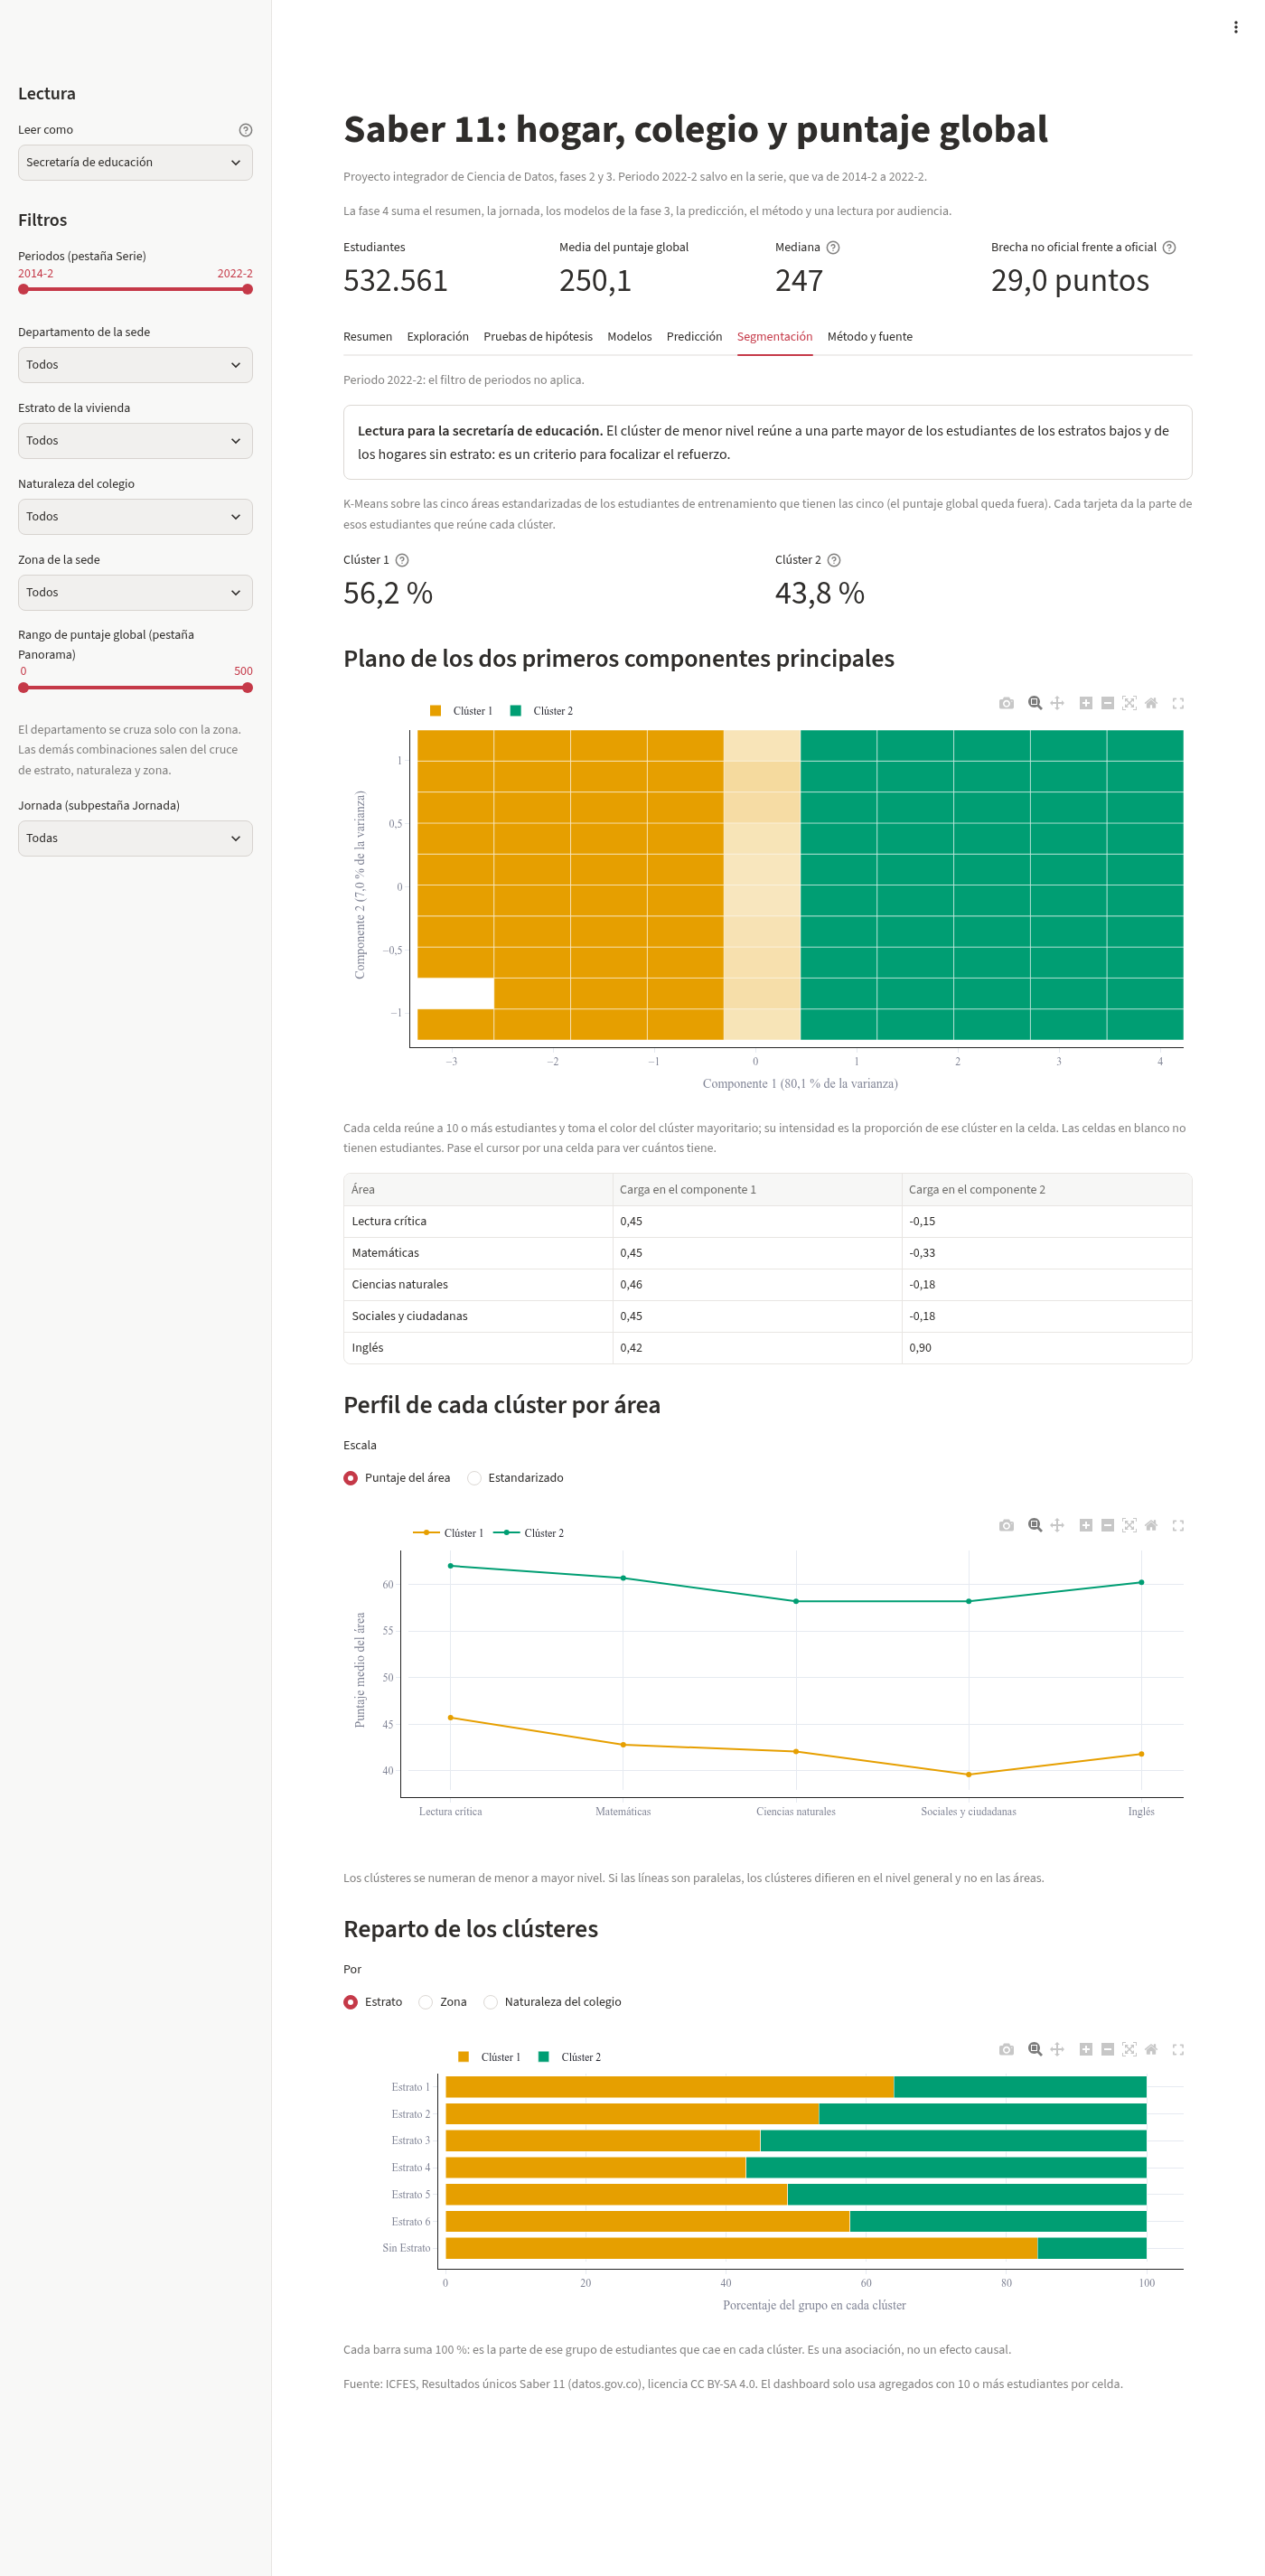 Lectura
Leer como
Secretaría de educación
Filtros
Periodos (pestaña Serie)
2014-2 2022-2
Departamento de la sede
Todos
Estrato de la vivienda
Todos
Naturaleza del colegio
Todos
Zona de la sede
Todos
Rango de puntaje global (pestaña
Panorama)
0 500
El departamento se cruza solo con la zona.
Las demás combinaciones salen del cruce
de estrato, naturaleza y zona.
Jornada (subpestaña Jornada)
Todas
Saber 11: hogar, colegio y puntaje global
Proyecto integrador de Ciencia de Datos, fases 2 y 3. Periodo 2022-2 salvo en la serie, que va de 2014-2 a 2022-2.
La fase 4 suma el resumen, la jornada, los modelos de la fase 3, la predicción, el método y una lectura por audiencia.
Estudiantes Media del puntaje global Mediana Brecha no oficial frente a oficial
532.561 250,1 247 29,0 puntos
Resumen Exploración Pruebas de hipótesis Modelos Predicción Segmentación Método y fuente
Periodo 2022-2: el filtro de periodos no aplica.
Lectura para la secretaría de educación. El clúster de menor nivel reúne a una parte mayor de los estudiantes de los estratos bajos y de
los hogares sin estrato: es un criterio para focalizar el refuerzo.
K-Means sobre las cinco áreas estandarizadas de los estudiantes de entrenamiento que tienen las cinco (el puntaje global queda fuera). Cada tarjeta da la parte de
esos estudiantes que reúne cada clúster.
Clúster 1 Clúster 2
56,2 % 43,8 %
Plano de los dos primeros componentes principales
Clúster 1 Clúster 2
Componente 2 (7,0 % de la varianza)
1
0,5
0
−0,5
−1
−3 −2 −1 0 1 2 3 4
Componente 1 (80,1 % de la varianza)
Cada celda reúne a 10 o más estudiantes y toma el color del clúster mayoritario; su intensidad es la proporción de ese clúster en la celda. Las celdas en blanco no
tienen estudiantes. Pase el cursor por una celda para ver cuántos tiene.
Área Carga en el componente 1 Carga en el componente 2
Lectura crítica 0,45 -0,15
Matemáticas 0,45 -0,33
Ciencias naturales 0,46 -0,18
Sociales y ciudadanas 0,45 -0,18
Inglés 0,42 0,90
Perfil de cada clúster por área
Escala
Puntaje del área Estandarizado
Clúster 1 Clúster 2
Puntaje medio del área
60
55
50
45
40
Lectura crítica Matemáticas Ciencias naturales Sociales y ciudadanas Inglés
Los clústeres se numeran de menor a mayor nivel. Si las líneas son paralelas, los clústeres difieren en el nivel general y no en las áreas.
Reparto de los clústeres
Por
Estrato Zona Naturaleza del colegio
Clúster 1 Clúster 2
Estrato 1
Estrato 2
Estrato 3
Estrato 4
Estrato 5
Estrato 6
Sin Estrato
0 20 40 60 80 100
Porcentaje del grupo en cada clúster
Cada barra suma 100 %: es la parte de ese grupo de estudiantes que cae en cada clúster. Es una asociación, no un efecto causal.
Fuente: ICFES, Resultados únicos Saber 11 (datos.gov.co), licencia CC BY-SA 4.0. El dashboard solo usa agregados con 10 o más estudiantes por celda.